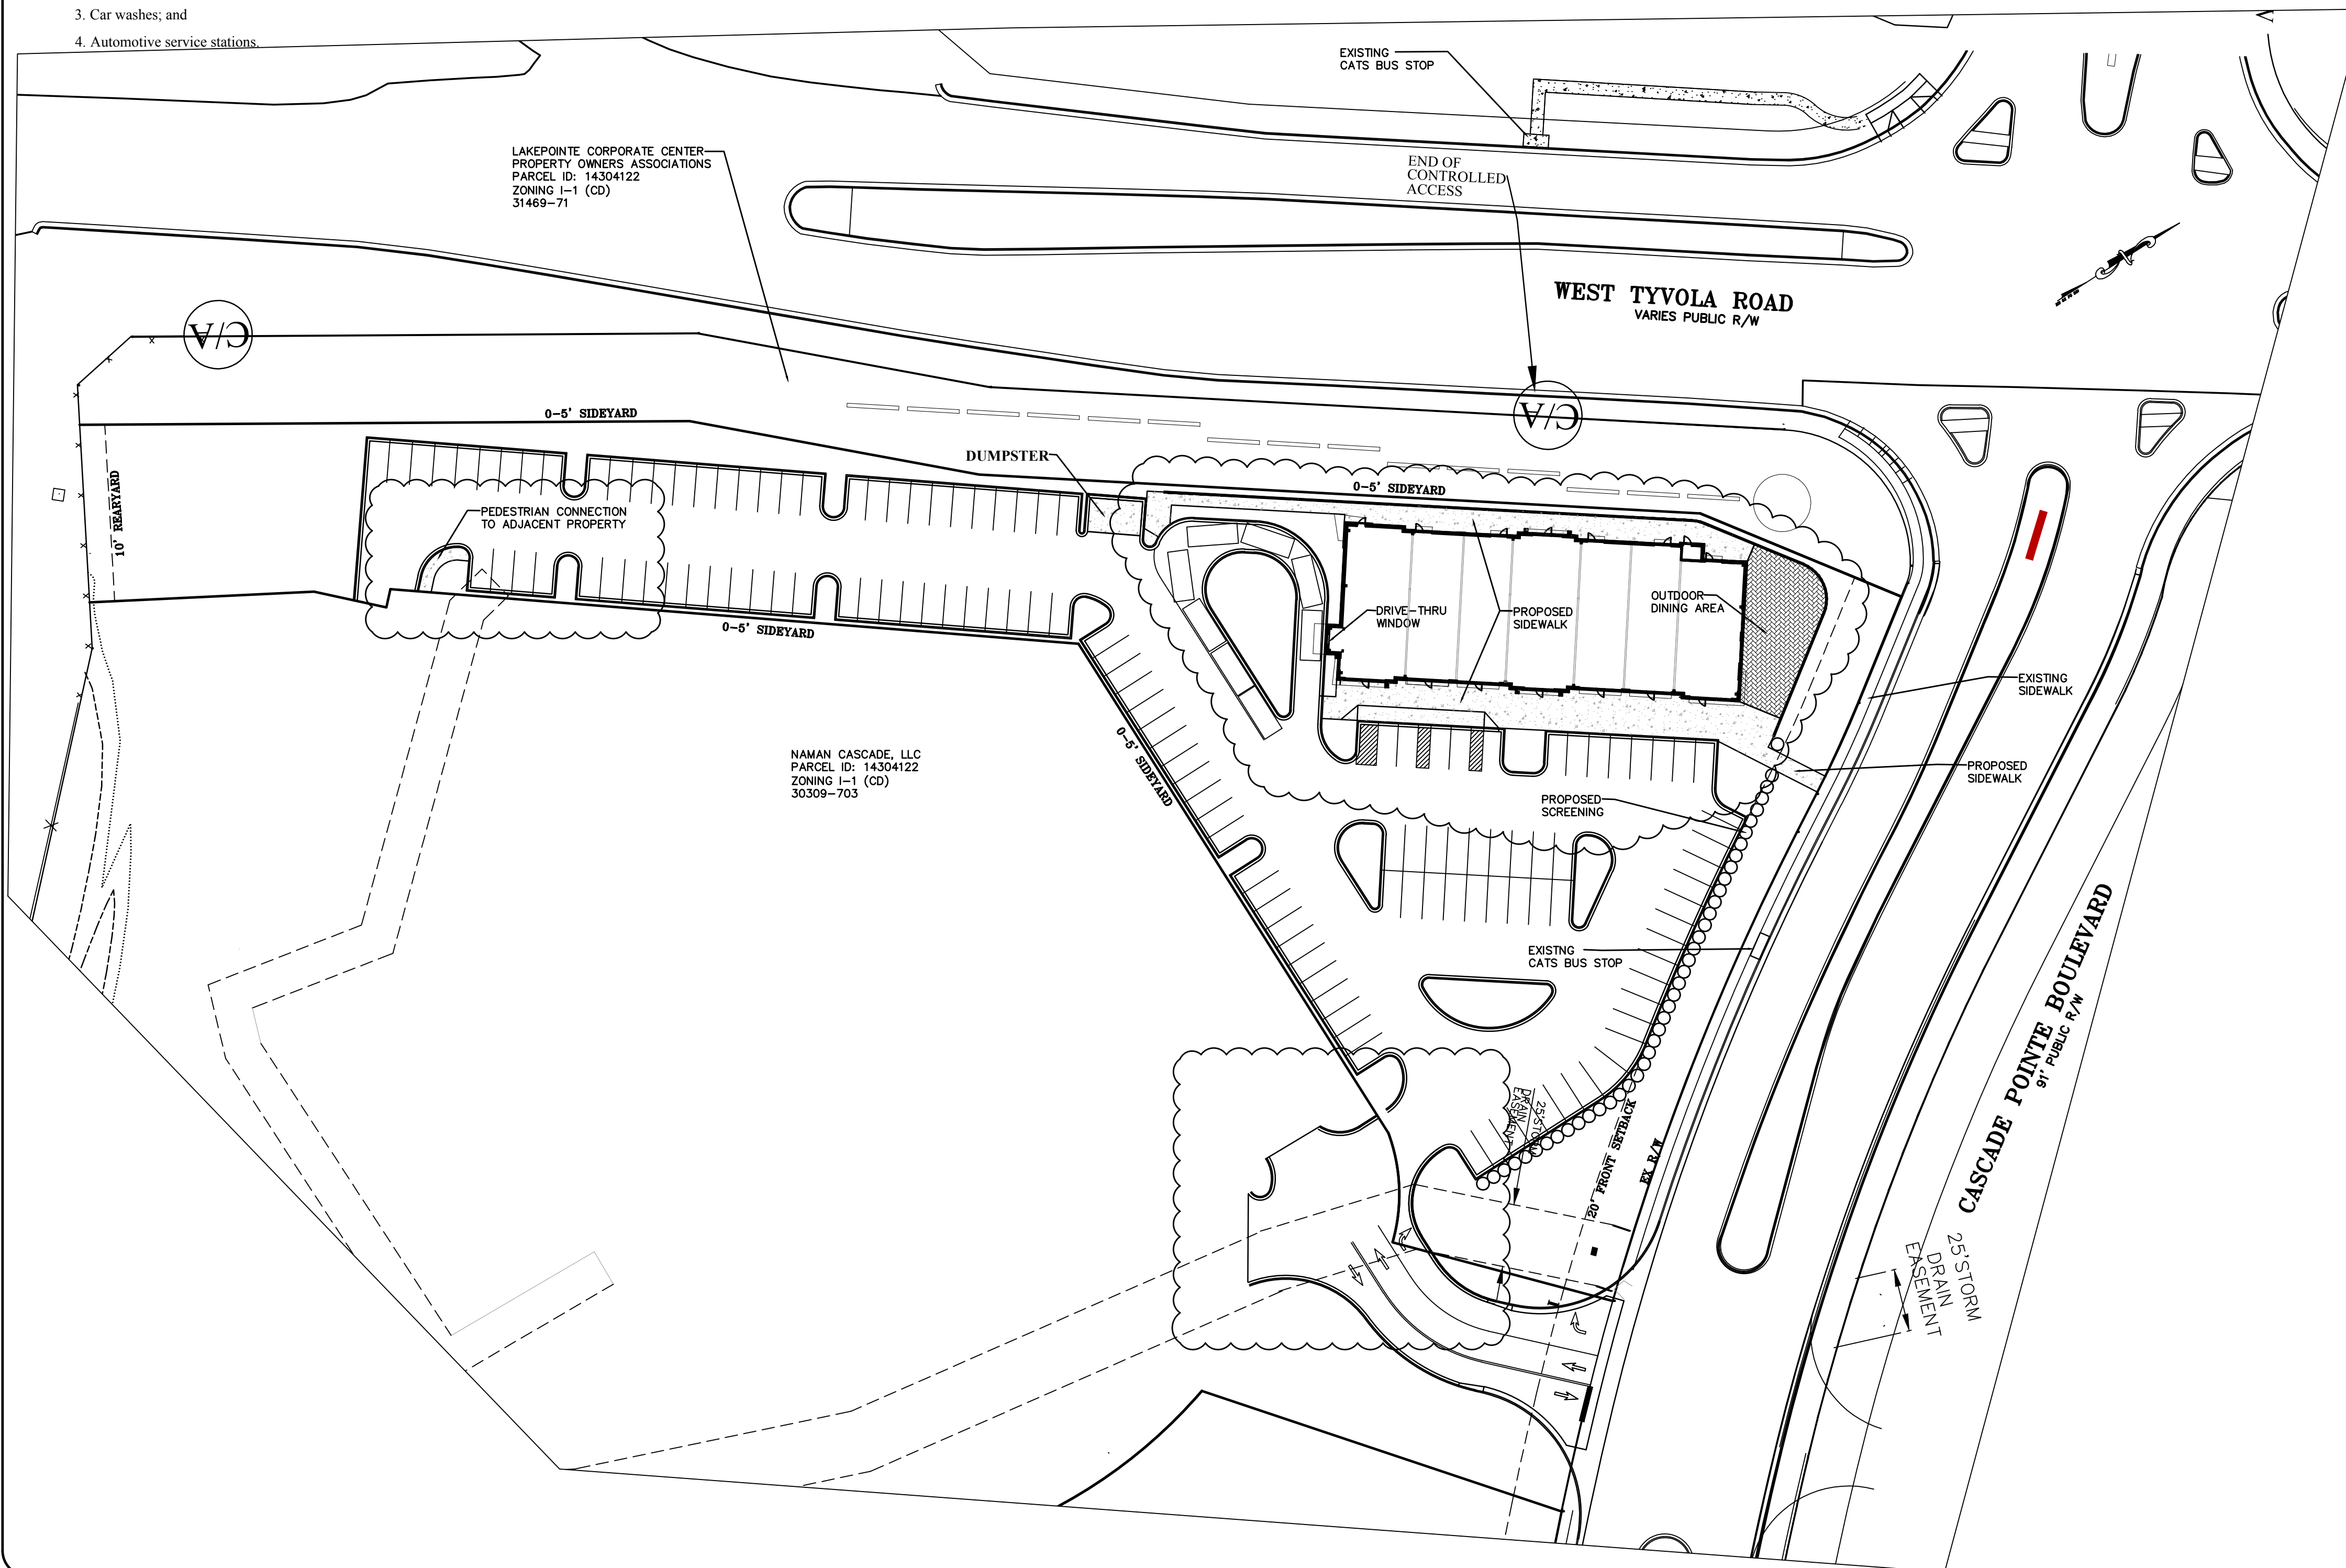 3. Car washes; and
4. Automotive service stations.
EXISTING
CATS BUS STOP
LAKEPOINTE CORPORATE CENTER
PROPERTY OWNERS ASSOCIATIONS
PARCEL ID: 14304122
ZONING I-1 (CD)
31469-71
END OF
CONTROLLED
ACCESS
WEST TYVOLA ROAD
VARIES PUBLIC R/W
C/A
C/A
0-5' SIDEYARD
DUMPSTER
0-5' SIDEYARD
10' REARYARD
PEDESTRIAN CONNECTION
TO ADJACENT PROPERTY
DRIVE-THRU
WINDOW
PROPOSED
SIDEWALK
OUTDOOR
DINING AREA
0-5' SIDEYARD
EXISTING
SIDEWALK
0-5' SIDEYARD
NAMAN CASCADE, LLC
PARCEL ID: 14304122
ZONING I-1 (CD)
30309-703
PROPOSED
SIDEWALK
PROPOSED
SCREENING
EXISTNG
CATS BUS STOP
CASCADE POINTE BOULEVARD
91' PUBLIC R/W
25'STORM
DRAIN
EASEMENT
20' FRONT SETBACK
EX R/W
25'STORM
DRAIN
EASEMENT